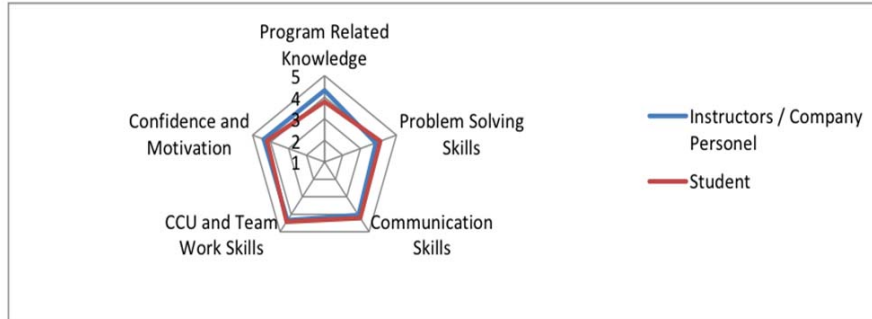 Program Related
Knowledge
5
4
3
2
1
Problem Solving
Skills
Communication
Skills
CCU and Team
Work Skills
Confidence and
Motivation
Instructors / Company
Personel
Student